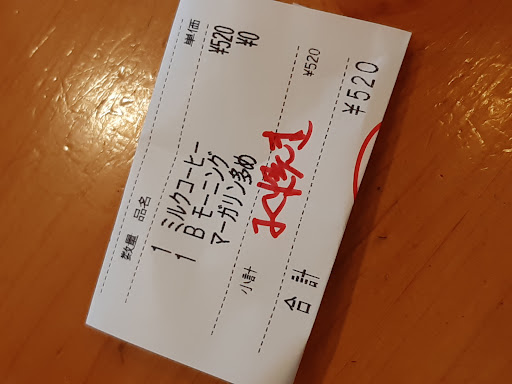 数量 品名 単価
1 ミルクコーヒー ¥520
1 B モーニング ¥0
マーガリン多め
小計 ¥520
合計 ¥520